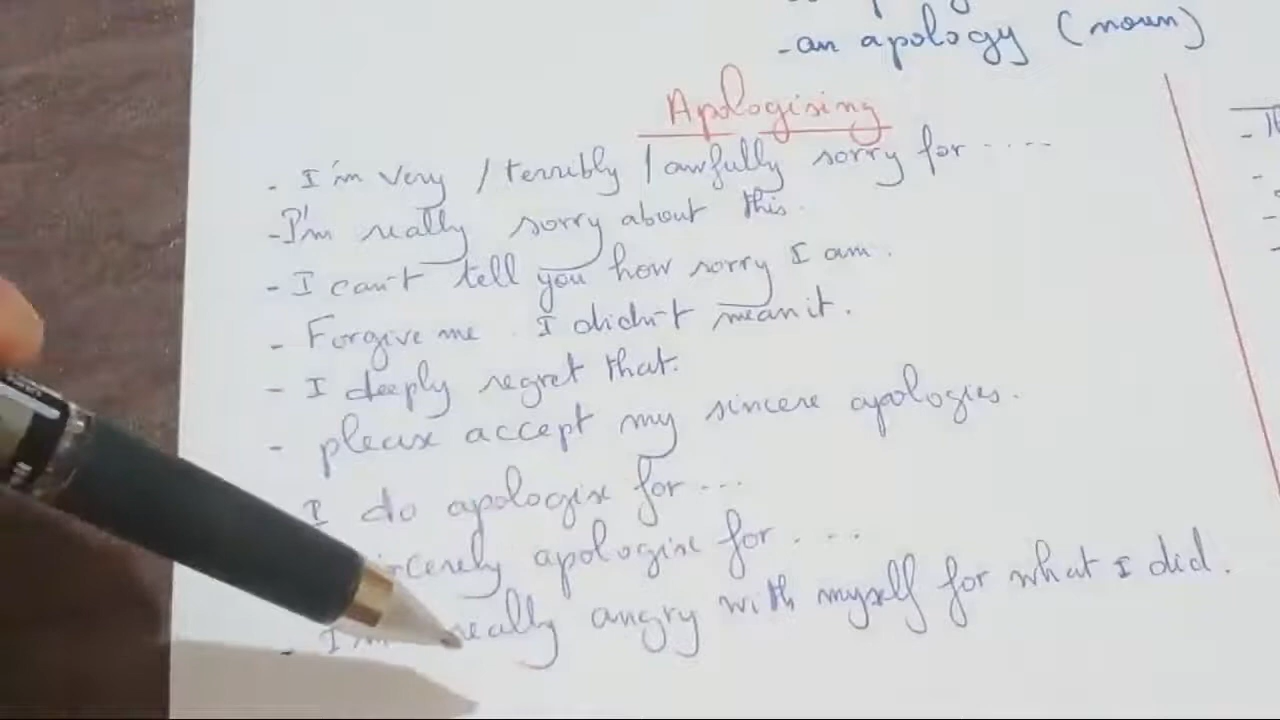 -an apology (noun)
Apologising
- I'm very / terribly / awfully sorry for ....
-I'm really sorry about this.
- I can't tell you how sorry I am.
- Forgive me. I didn't mean it.
- I deeply regret that.
- please accept my sincere apologies.
I do apologise for ...
apologise for ....
- I'm really angry with myself for what I did.